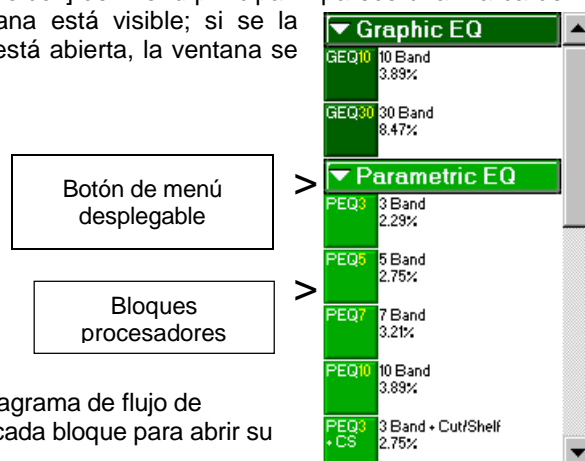 ana está visible; si se la
está abierta, la ventana se
Graphic EQ
GEQ10 10 Band
3.89%
GEQ30 30 Band
8.47%
Botón de menú
desplegable
>
Parametric EQ
PEQ3 3 Band
2.29%
PEQ5 5 Band
2.75%
Bloques
procesadores
>
PEQ7 7 Band
3.21%
PEQ10 10 Band
3.89%
agrama de flujo de
cada bloque para abrir su
PEQ3 3 Band + Cut/Shelf
+ CS 2.75%